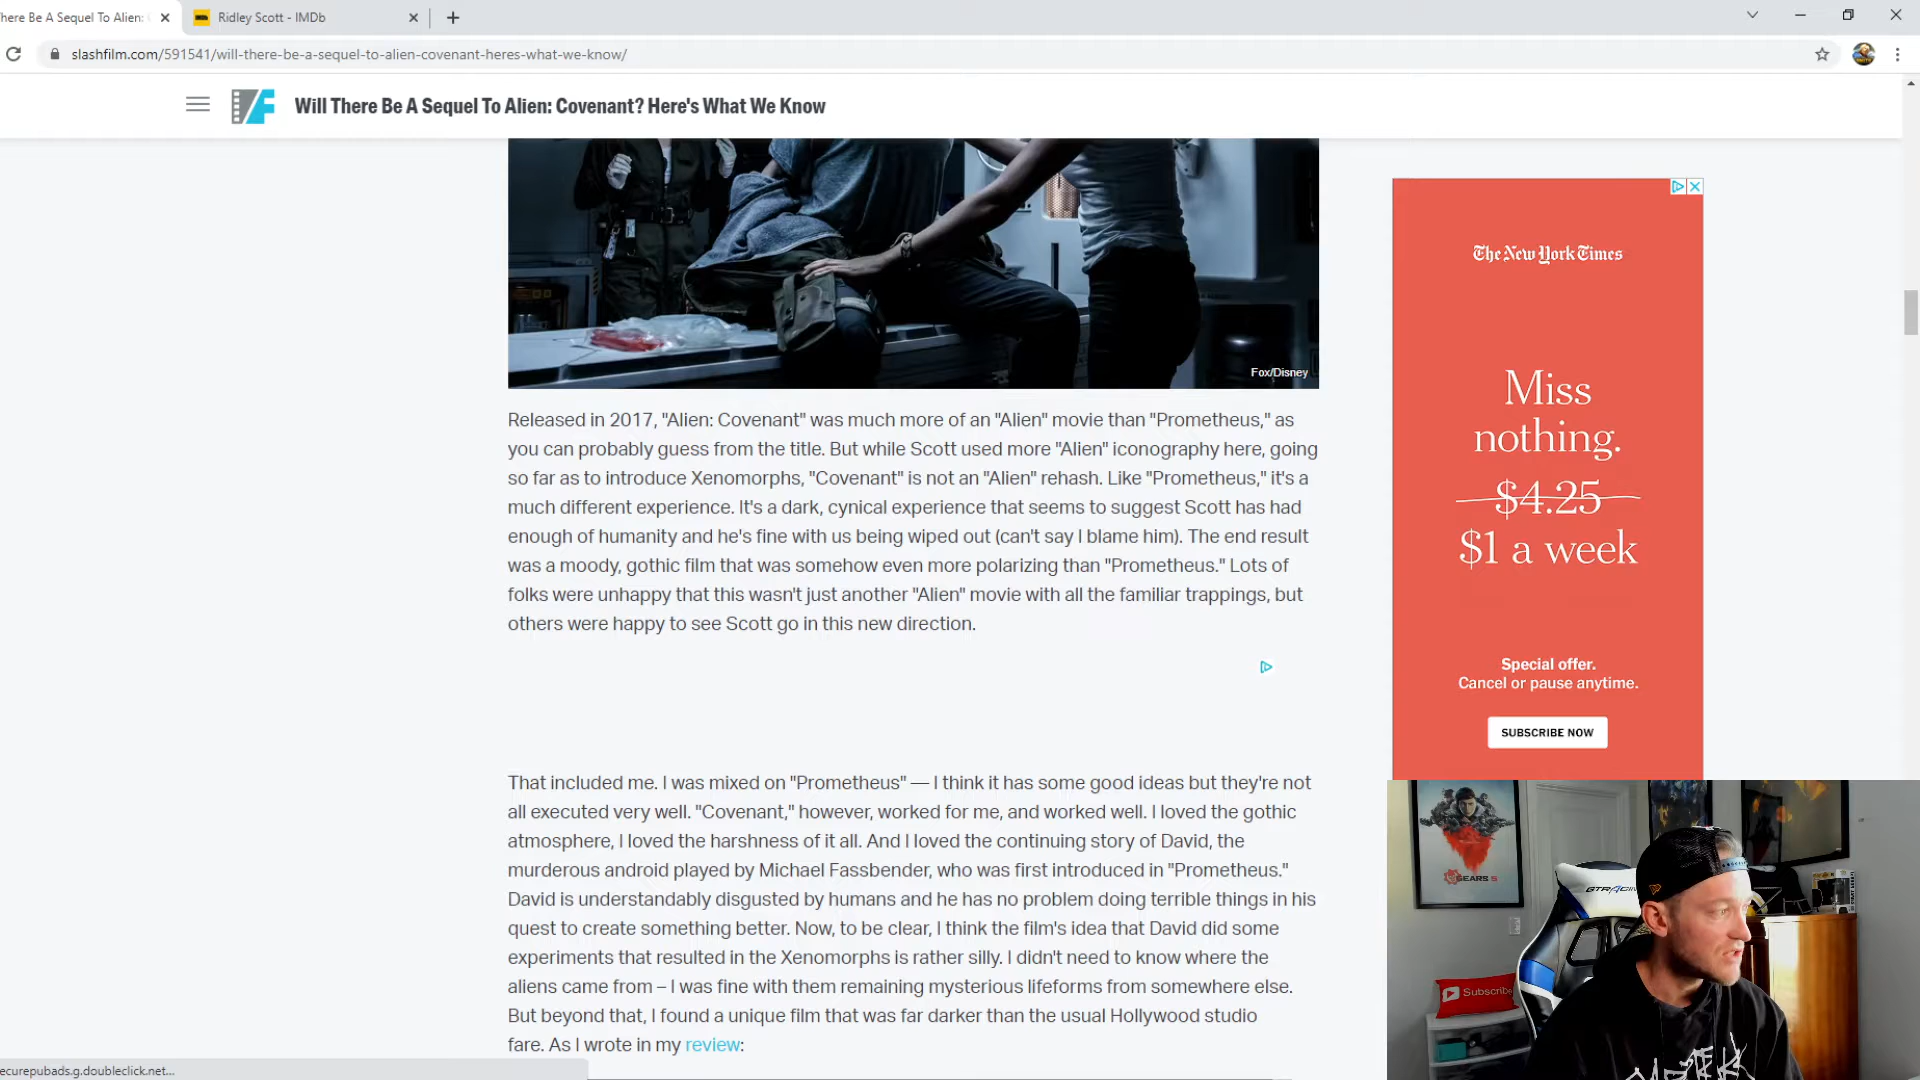 here Be A Sequel To Alien:
Ridley Scott - IMDb
slashfilm.com/591541/will-there-be-a-sequel-to-alien-covenant-heres-what-we-know/
/F
Will There Be A Sequel To Alien: Covenant? Here's What We Know
Fox/Disney
Released in 2017, "Alien: Covenant" was much more of an "Alien" movie than "Prometheus," as
you can probably guess from the title. But while Scott used more "Alien" iconography here, going
so far as to introduce Xenomorphs, "Covenant" is not an "Alien" rehash. Like "Prometheus," it's a
much different experience. It's a dark, cynical experience that seems to suggest Scott has had
enough of humanity and he's fine with us being wiped out (can't say I blame him). The end result
was a moody, gothic film that was somehow even more polarizing than "Prometheus." Lots of
folks were unhappy that this wasn't just another "Alien" movie with all the familiar trappings, but
others were happy to see Scott go in this new direction.
That included me. I was mixed on "Prometheus" — I think it has some good ideas but they're not
all executed very well. "Covenant," however, worked for me, and worked well. I loved the gothic
atmosphere, I loved the harshness of it all. And I loved the continuing story of David, the
murderous android played by Michael Fassbender, who was first introduced in "Prometheus."
David is understandably disgusted by humans and he has no problem doing terrible things in his
quest to create something better. Now, to be clear, I think the film's idea that David did some
experiments that resulted in the Xenomorphs is rather silly. I didn't need to know where the
aliens came from – I was fine with them remaining mysterious lifeforms from somewhere else.
But beyond that, I found a unique film that was far darker than the usual Hollywood studio
fare. As I wrote in my review:
The New York Times
Miss
nothing.
$4.25
$1 a week
Special offer.
Cancel or pause anytime.
SUBSCRIBE NOW
GEARS 5
GTRACING
Subscribe
ecurepubads.g.doubleclick.net...